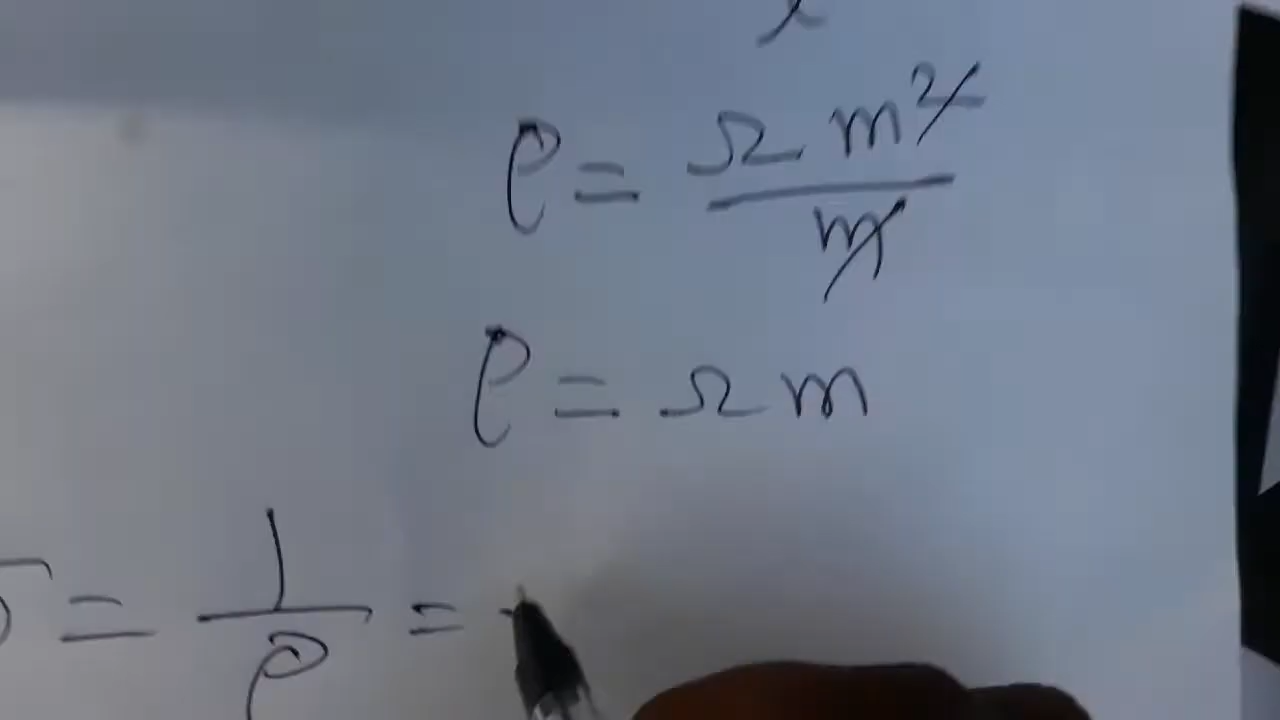 l
ρ = Ω m² / m
ρ = Ω m
σ = 1 / ρ =